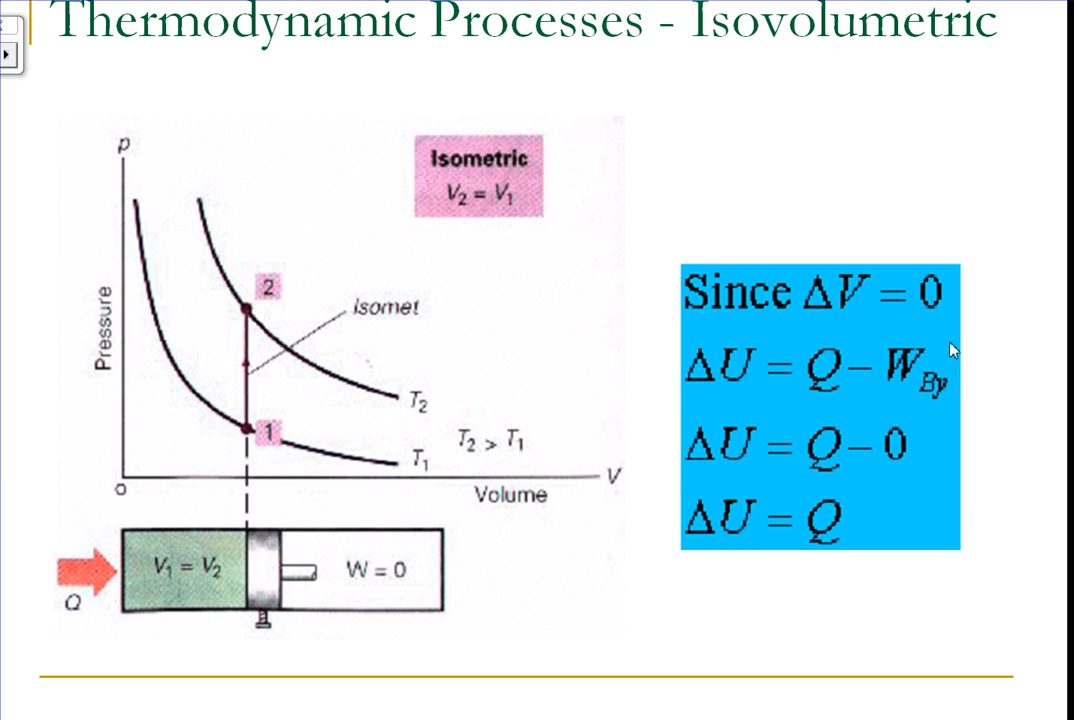 Thermodynamic Processes - Isovolumetric
p
Isometric
V₂ = V₁
2
Isomet
Pressure
T₂
1
T₂ > T₁
T₁
V
o
Volume
V₁ = V₂
W = 0
Q
Since ΔV = 0
ΔU = Q − W_By
ΔU = Q − 0
ΔU = Q